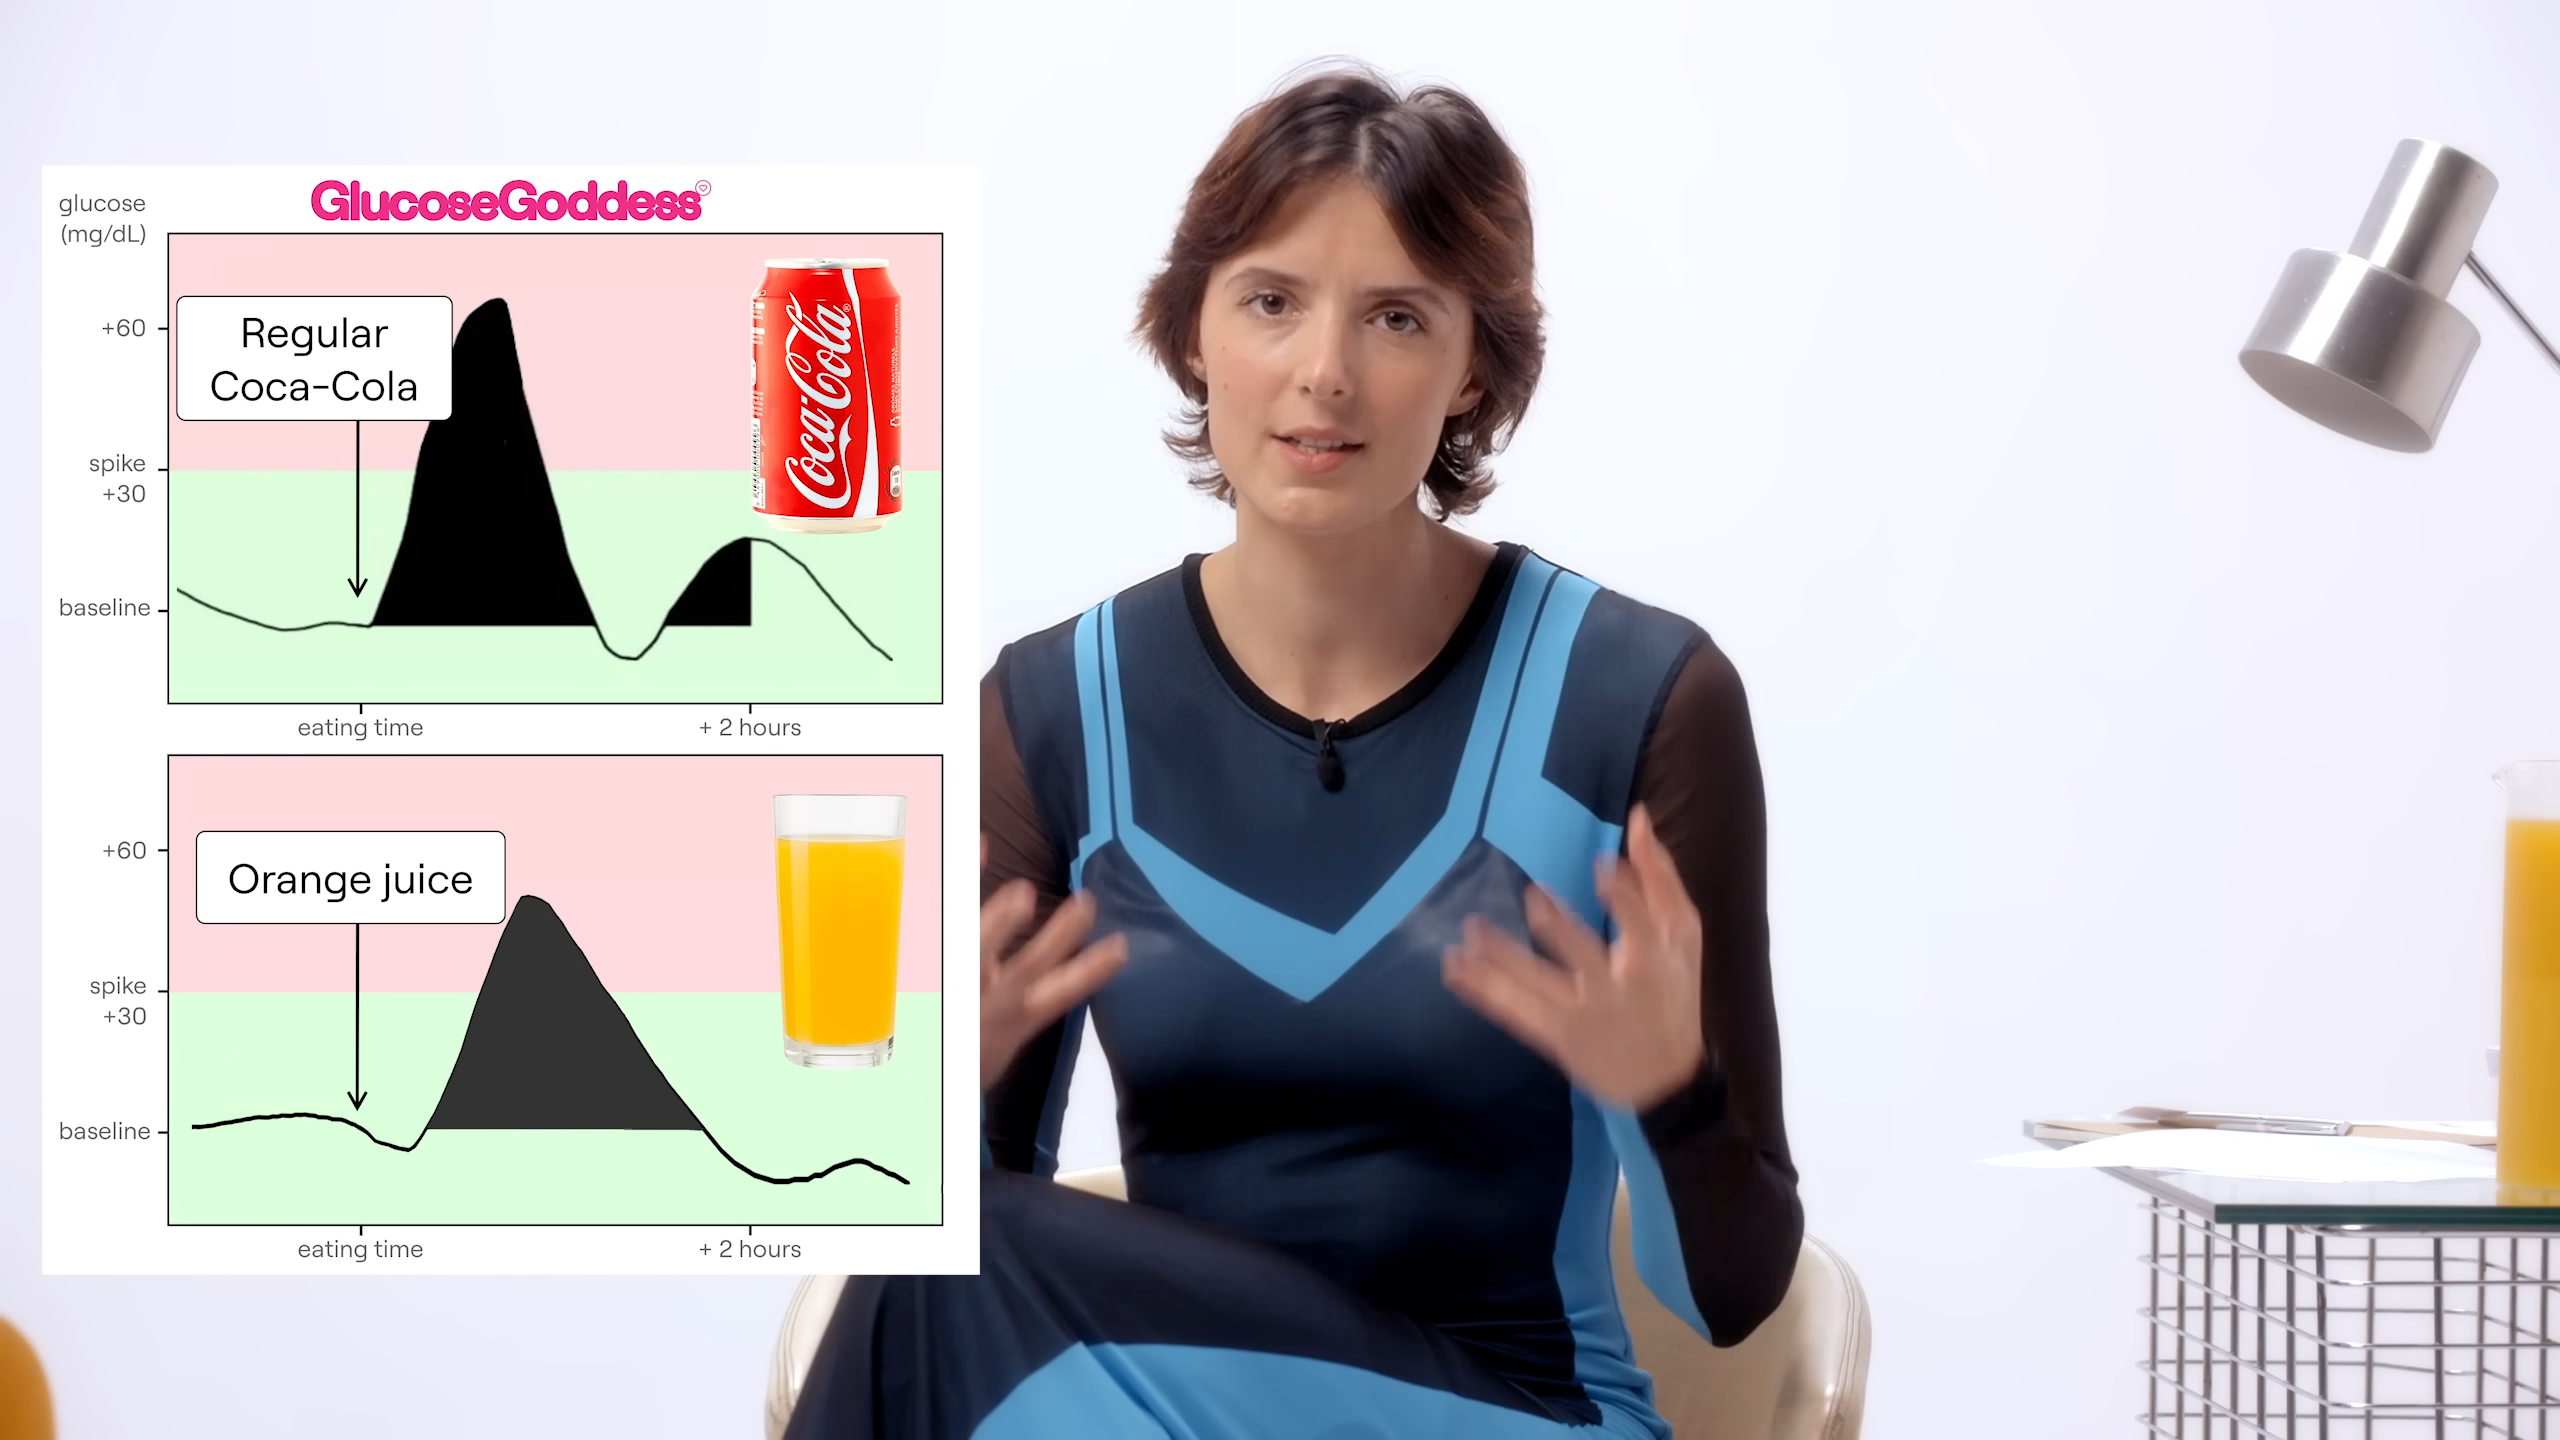 GlucoseGoddess
glucose
(mg/dL)
+60
Regular
Coca-Cola
spike
+30
baseline
eating time
+ 2 hours
Coca-Cola
+60
Orange juice
spike
+30
baseline
eating time
+ 2 hours